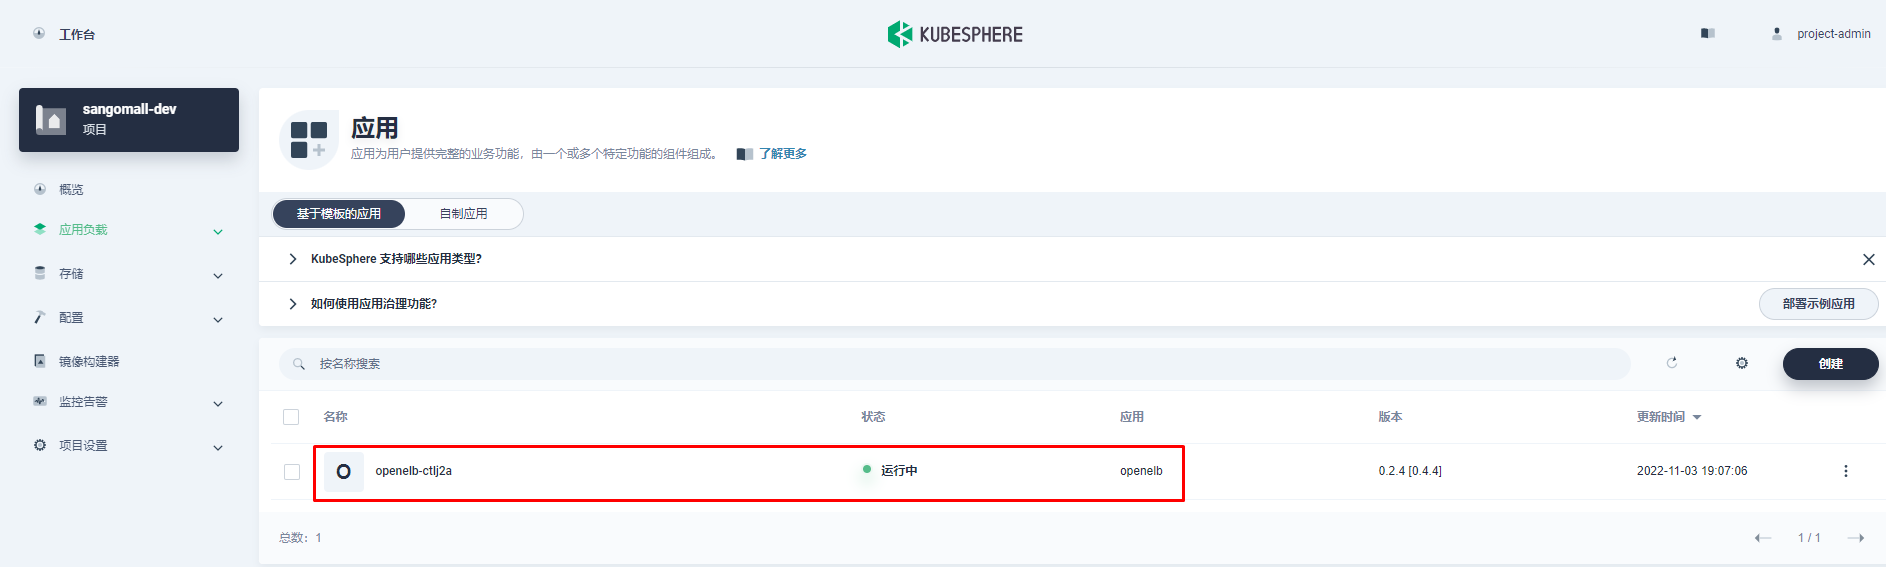 工作台
KUBESPHERE
project-admin
sangomall-dev
项目
概览
应用负载
存储
配置
镜像构建器
监控告警
项目设置
应用
应用为用户提供完整的业务功能，由一个或多个特定功能的组件组成。 了解更多
基于模板的应用 自制应用
KubeSphere 支持哪些应用类型?
如何使用应用治理功能?
部署示例应用
按名称搜索
创建
名称 状态 应用 版本 更新时间
O openelb-ctlj2a 运行中 openelb 0.2.4 [0.4.4] 2022-11-03 19:07:06
总数：1
1 / 1